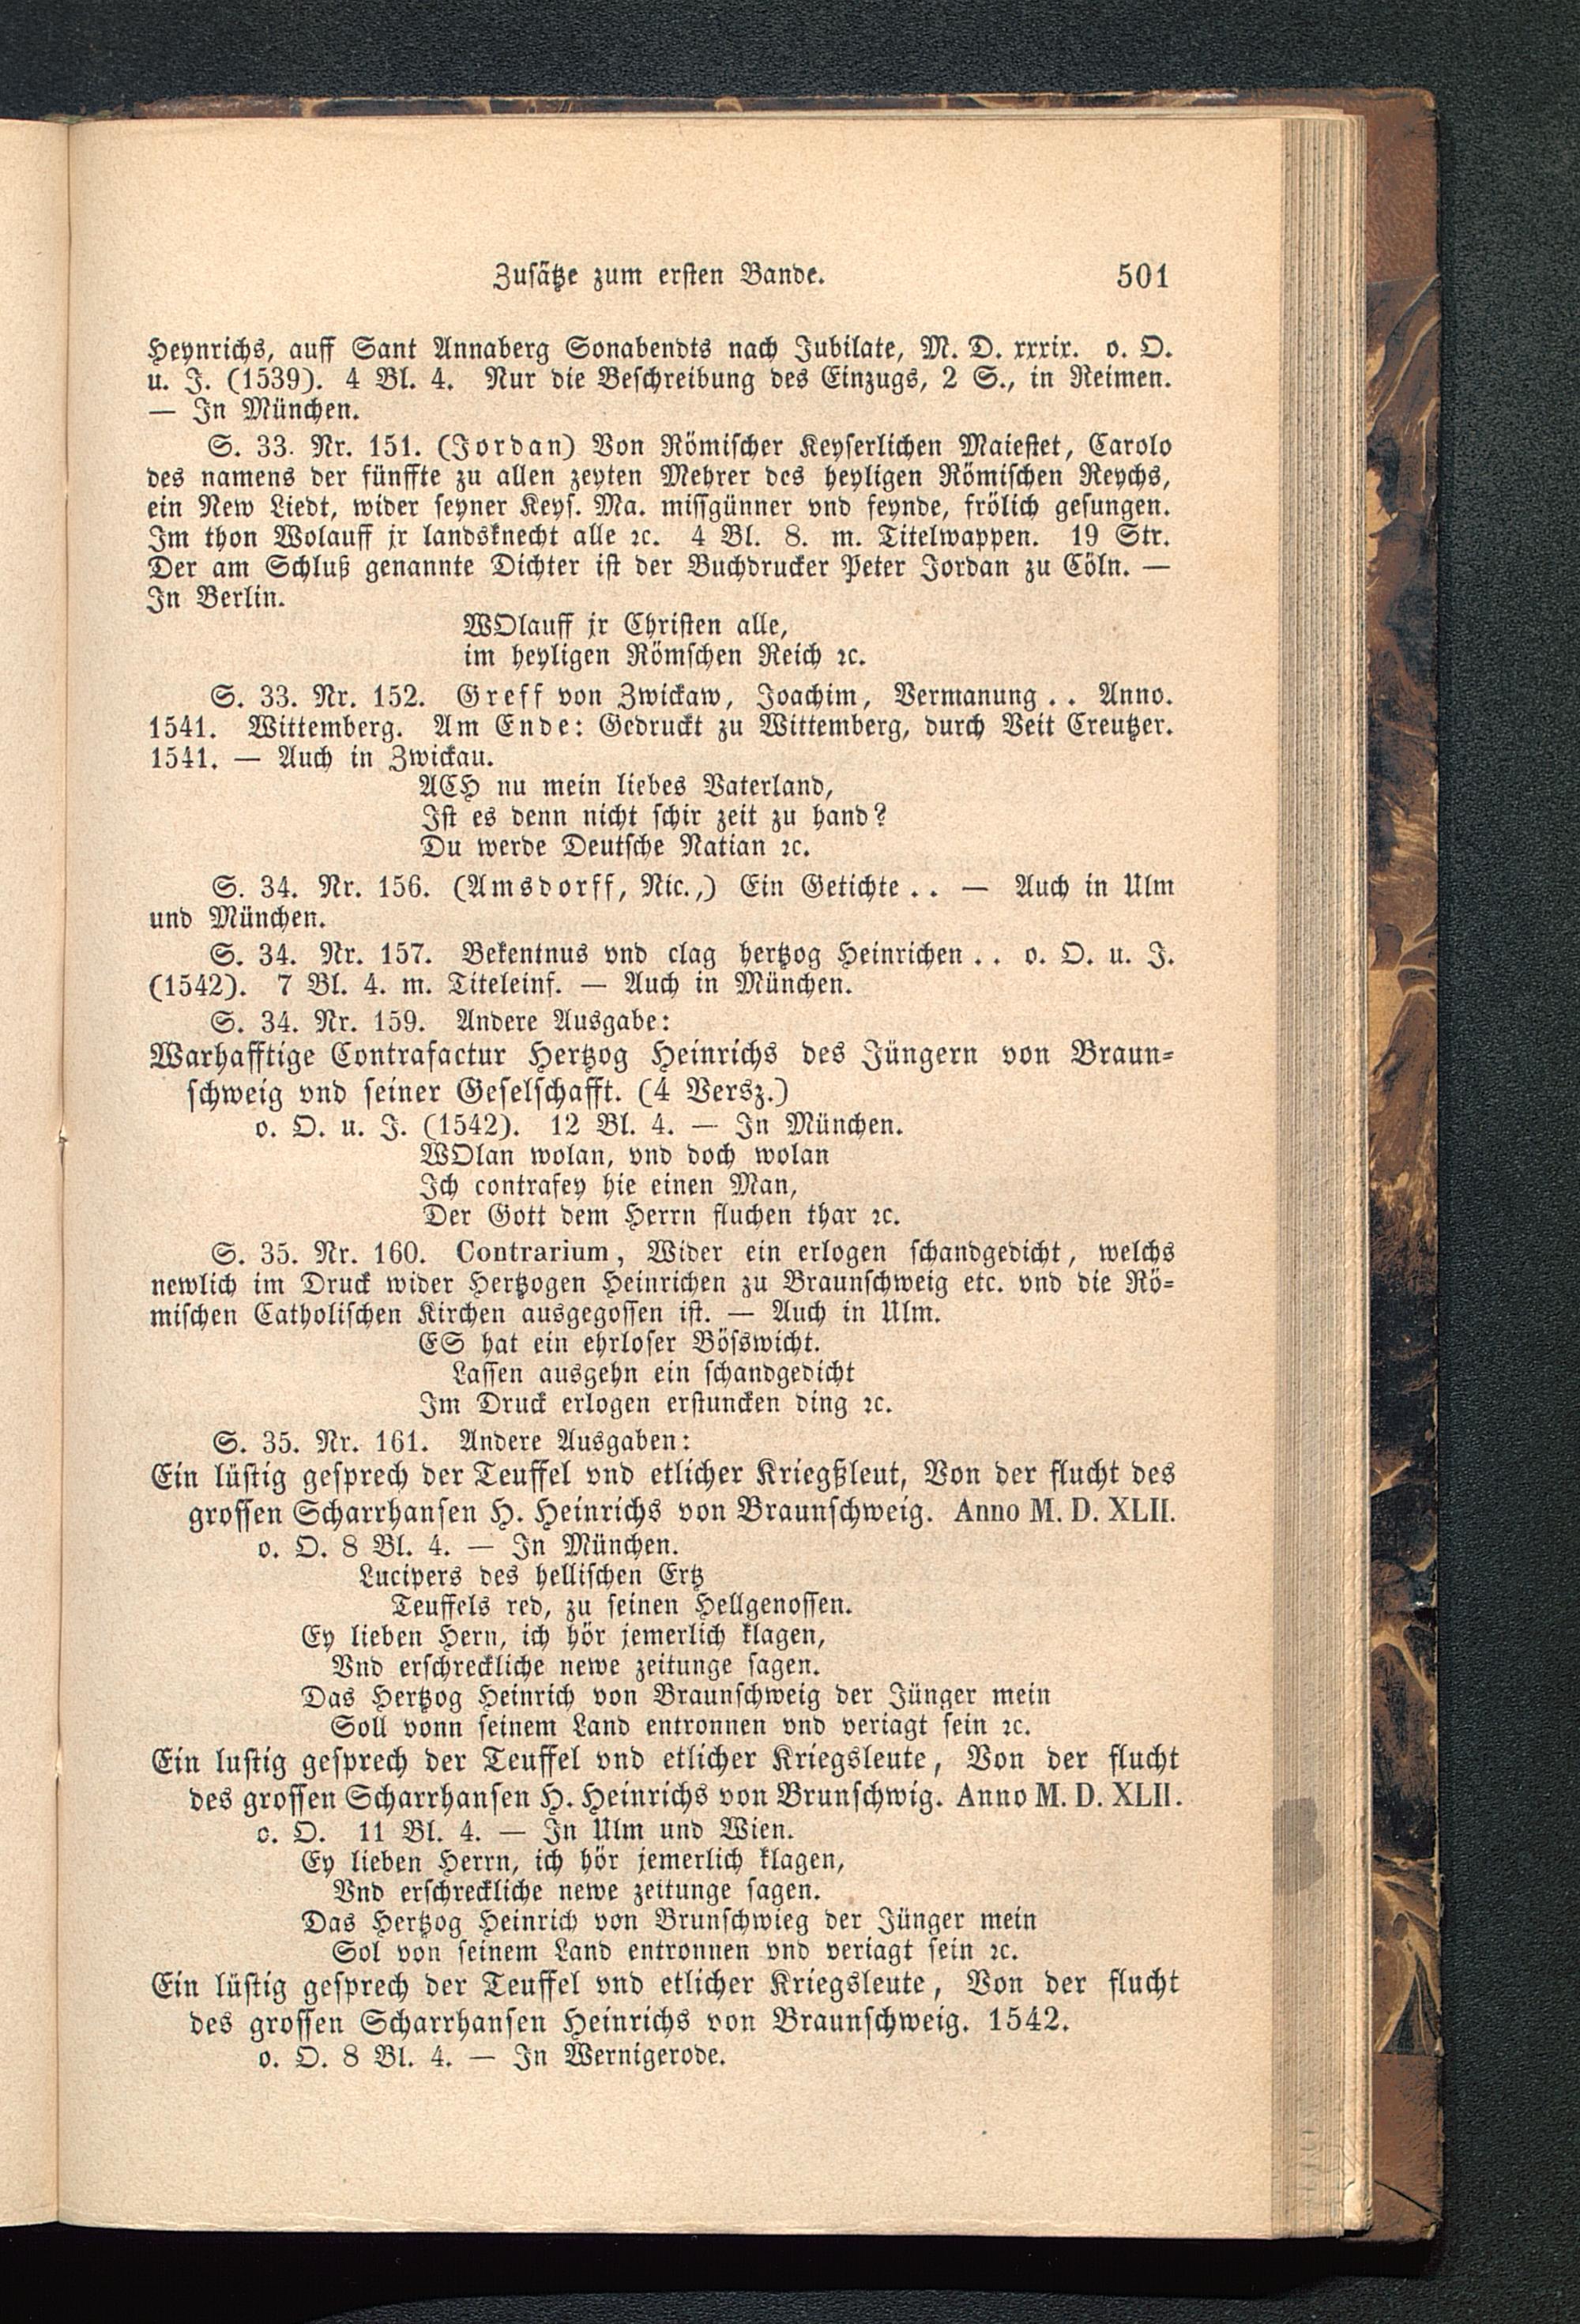 Zusätze zum ersten Bande. 501
Heynrichs, auff Sant Annaberg Sonabendts nach Jubilate, M. D. xxxix. o. O.
u. J. (1539). 4 Bl. 4. Nur die Beschreibung des Einzugs, 2 S., in Reimen.
— In München.
S. 33. Nr. 151. (Jordan) Von Römischer Keyserlichen Maiestet, Carolo
des namens der fünffte zu allen zeyten Mehrer des heyligen Römischen Reychs,
ein New Liedt, wider seyner Keys. Ma. missgünner vnd feynde, frölich gesungen.
Im thon Wolauff jr landsknecht alle ꝛc. 4 Bl. 8. m. Titelwappen. 19 Str.
Der am Schluß genannte Dichter ist der Buchdrucker Peter Jordan zu Cöln. —
In Berlin.
WOlauff jr Christen alle,
im heyligen Römschen Reich ꝛc.
S. 33. Nr. 152. Greff von Zwickaw, Joachim, Vermanung . . Anno.
1541. Wittemberg. Am Ende: Gedruckt zu Wittemberg, durch Veit Creutzer.
1541. — Auch in Zwickau.
ACH nu mein liebes Vaterland,
Ist es denn nicht schir zeit zu hand?
Du werde Deutsche Natian ꝛc.
S. 34. Nr. 156. (Amsdorff, Nic.,) Ein Getichte . . — Auch in Ulm
und München.
S. 34. Nr. 157. Bekentnus vnd clag hertzog Heinrichen . . o. O. u. J.
(1542). 7 Bl. 4. m. Titeleinf. — Auch in München.
S. 34. Nr. 159. Andere Ausgabe:
Warhafftige Contrafactur Hertzog Heinrichs des Jüngern von Braun-
schweig vnd seiner Geselschafft. (4 Versz.)
o. O. u. J. (1542). 12 Bl. 4. — In München.
WOlan wolan, vnd doch wolan
Ich contrafey hie einen Man,
Der Gott dem Herrn fluchen thar ꝛc.
S. 35. Nr. 160. Contrarium, Wider ein erlogen schandgedicht, welchs
newlich im Druck wider Hertzogen Heinrichen zu Braunschweig etc. vnd die Rö-
mischen Catholischen Kirchen ausgegossen ist. — Auch in Ulm.
ES hat ein ehrloser Bösswicht.
Lassen ausgehn ein schandgedicht
Im Druck erlogen erstuncken ding ꝛc.
S. 35. Nr. 161. Andere Ausgaben:
Ein lüstig gesprech der Teuffel vnd etlicher Kriegßleut, Von der flucht des
grossen Scharrhansen H. Heinrichs von Braunschweig. Anno M. D. XLII.
o. O. 8 Bl. 4. — In München.
Lucipers des hellischen Ertz
Teuffels red, zu seinen Hellgenossen.
Ey lieben Hern, ich hör jemerlich klagen,
Vnd erschreckliche newe zeitunge sagen.
Das Hertzog Heinrich von Braunschweig der Jünger mein
Soll vonn seinem Land entronnen vnd veriagt sein ꝛc.
Ein lustig gesprech der Teuffel vnd etlicher Kriegsleute, Von der flucht
des grossen Scharrhansen H. Heinrichs von Brunschwig. Anno M. D. XLII.
o. O. 11 Bl. 4. — In Ulm und Wien.
Ey lieben Herrn, ich hör jemerlich klagen,
Vnd erschreckliche newe zeitunge sagen.
Das Hertzog Heinrich von Brunschwieg der Jünger mein
Sol von seinem Land entronnen vnd veriagt sein ꝛc.
Ein lüstig gesprech der Teuffel vnd etlicher Kriegsleute, Von der flucht
des grossen Scharrhansen Heinrichs von Braunschweig. 1542.
o. O. 8 Bl. 4. — In Wernigerode.